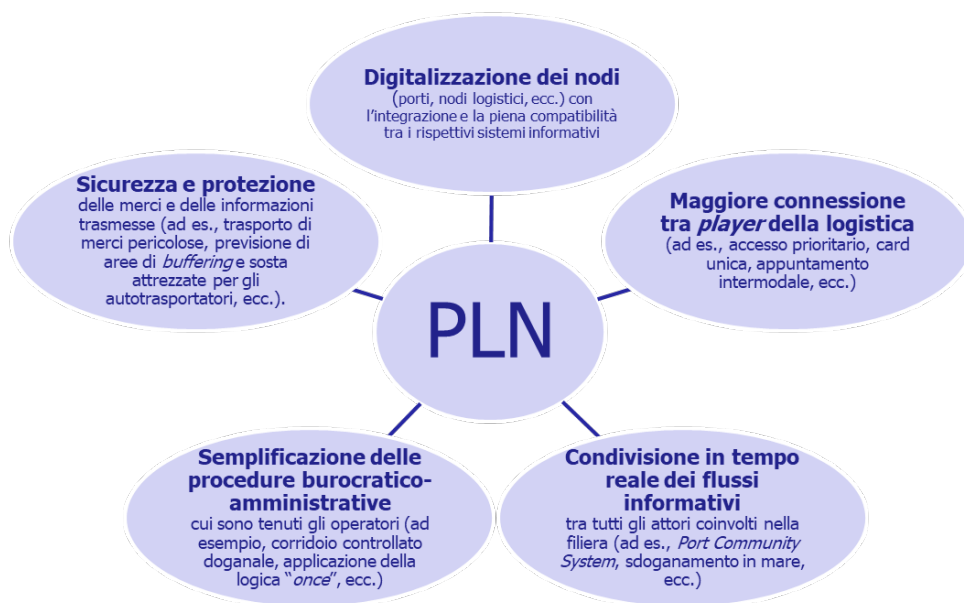 Digitalizzazione dei nodi
(porti, nodi logistici, ecc.) con
l'integrazione e la piena compatibilità
tra i rispettivi sistemi informativi
Sicurezza e protezione
delle merci e delle informazioni
trasmesse (ad es., trasporto di
merci pericolose, previsione di
aree di buffering e sosta
attrezzate per gli
autotrasportatori, ecc.).
Maggiore connessione
tra player della logistica
(ad es., accesso prioritario, card
unica, appuntamento
intermodale, ecc.)
PLN
Semplificazione delle
procedure burocratico-
amministrative
cui sono tenuti gli operatori (ad
esempio, corridoio controllato
doganale, applicazione della
logica "once", ecc.)
Condivisione in tempo
reale dei flussi
informativi
tra tutti gli attori coinvolti nella
filiera (ad es., Port Community
System, sdoganamento in mare,
ecc.)